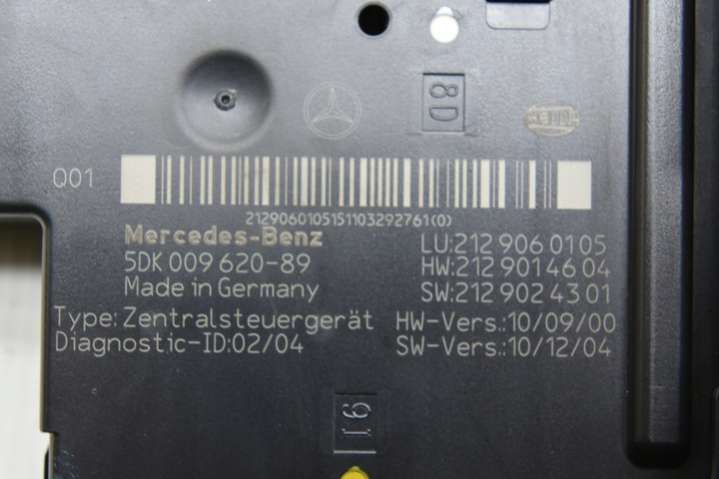 8D
HELLA
Q01
2129060105151103292761(0)
Mercedes-Benz
LU:212 906 01 05
5DK 009 620-89
HW:212 901 46 04
Made in Germany
SW:212 902 43 01
Type: Zentralsteuergerät
HW-Vers.:10/09/00
Diagnostic-ID:02/04
SW-Vers.:10/12/04
61